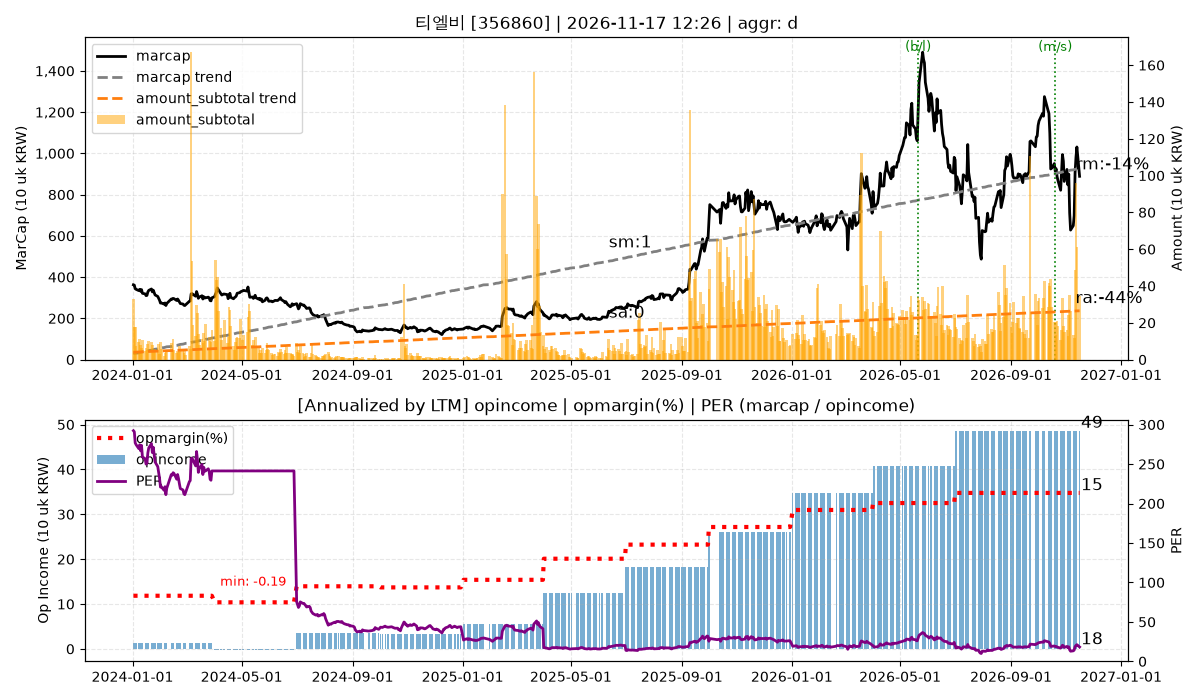 티엘비 [356860] | 2026-11-17 12:26 | aggr: d
marcap
marcap trend
amount_subtotal trend
amount_subtotal
(b/l)
(m/s)
rm:-14%
sm:1
ra:-44%
sa:0
MarCap (10 uk KRW)
1,400
1,200
1,000
800
600
400
200
0
Amount (10 uk KRW)
160
140
120
100
80
60
40
20
0
2024-01-01 2024-05-01 2024-09-01 2025-01-01 2025-05-01 2025-09-01 2026-01-01 2026-05-01 2026-09-01 2027-01-01
[Annualized by LTM] opincome | opmargin(%) | PER (marcap / opincome)
opmargin(%)
opincome
PER
min: -0.19
49
15
18
Op Income (10 uk KRW)
50
40
30
20
10
0
PER
300
250
200
150
100
50
0
2024-01-01 2024-05-01 2024-09-01 2025-01-01 2025-05-01 2025-09-01 2026-01-01 2026-05-01 2026-09-01 2027-01-01